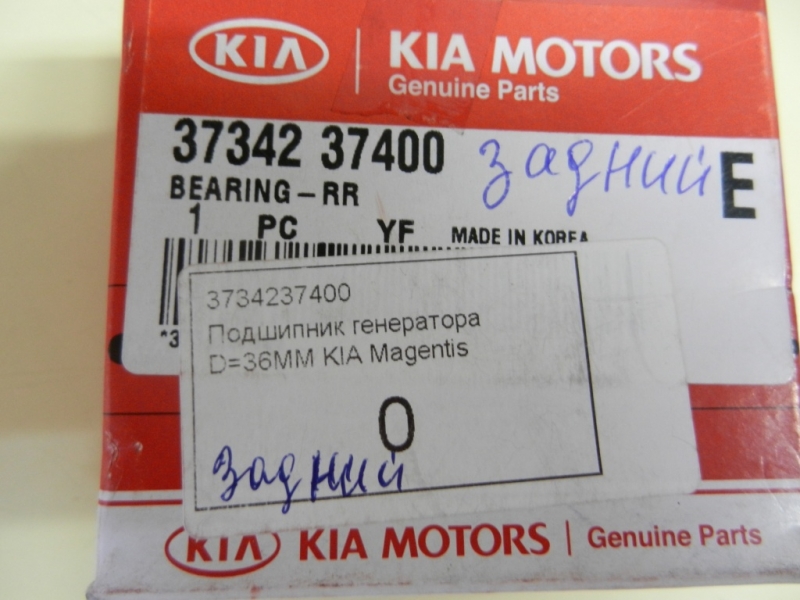 KIA KIA MOTORS
Genuine Parts
37342 37400 задний E
BEARING-RR
1 PC YF MADE IN KOREA
*3
3734237400
Подшипник генератора
D=36MM KIA Magentis
0
задний
KIA KIA MOTORS | Genuine Parts